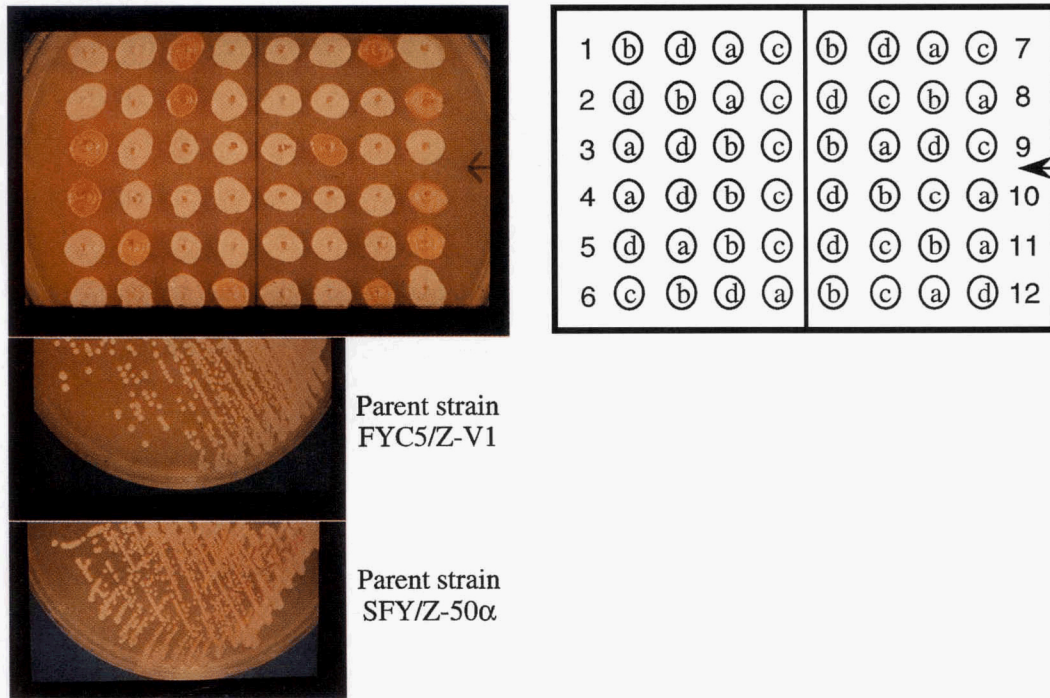 1 b d a c b d a c 7
2 d b a c d c b a 8
3 a d b c b a d c 9
4 a d b c d b c a 10
5 d a b c d c b a 11
6 c b d a b c a d 12
Parent strain
FYC5/Z-V1
Parent strain
SFY/Z-50α